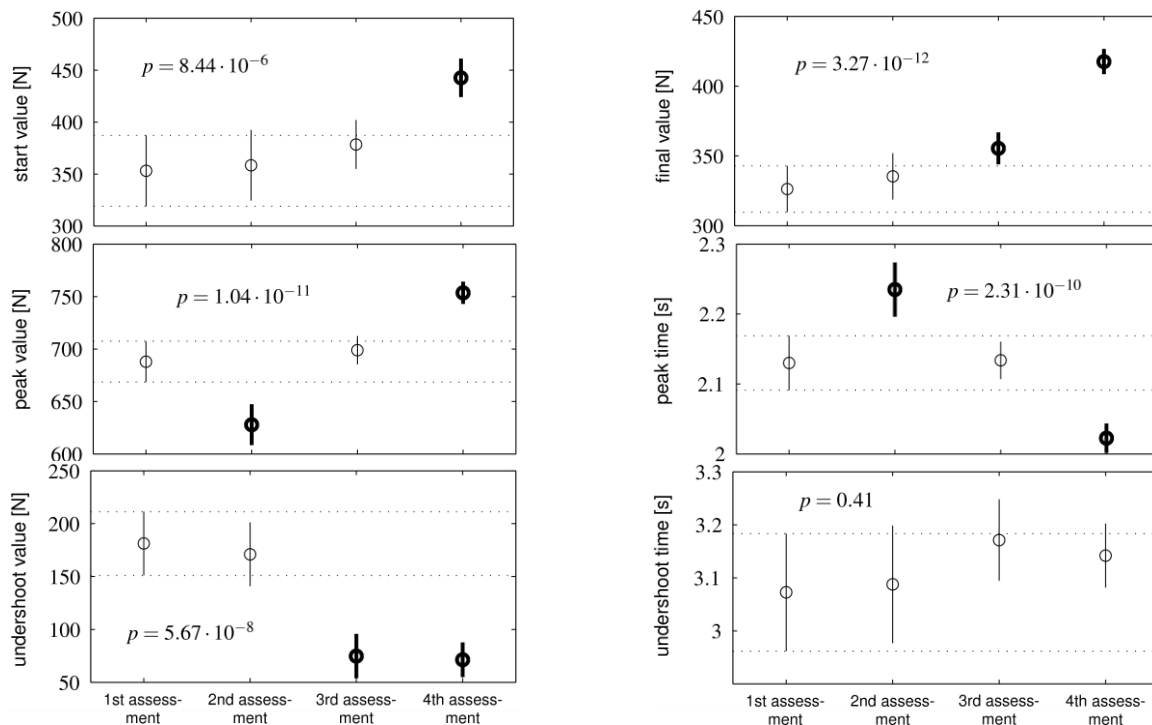 500
450
400
350
300
start value [N]
p = 8.44 · 10−6
450
400
350
300
final value [N]
p = 3.27 · 10−12
800
750
700
650
600
peak value [N]
p = 1.04 · 10−11
2.3
2.2
2.1
2
peak time [s]
p = 2.31 · 10−10
250
200
150
100
50
undershoot value [N]
p = 5.67 · 10−8
1st assess-
ment
2nd assess-
ment
3rd assess-
ment
4th assess-
ment
3.3
3.2
3.1
3
undershoot time [s]
p = 0.41
1st assess-
ment
2nd assess-
ment
3rd assess-
ment
4th assess-
ment